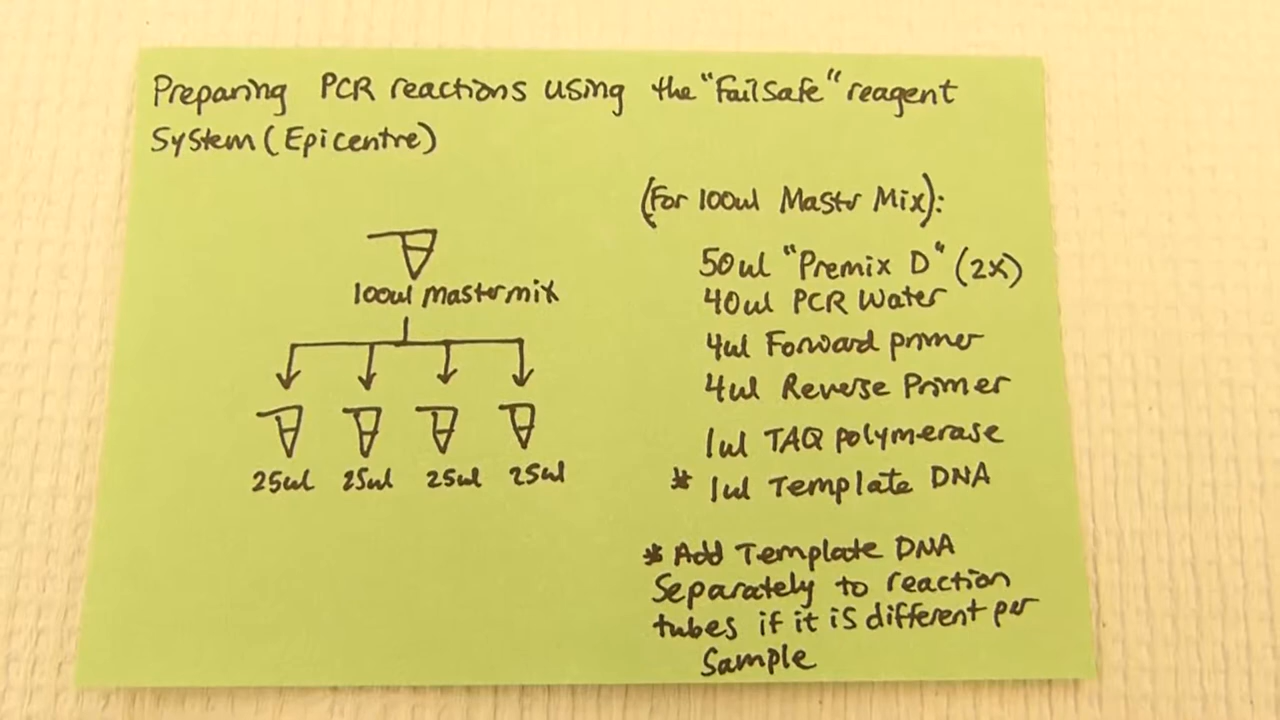 Preparing PCR reactions using the "FailSafe" reagent
System (Epicentre)
(For 100ul Mastr Mix):
50ul "Premix D" (2x)
40ul PCR Water
4ul Forward primer
4ul Reverse Primer
1ul TAQ polymerase
* 1ul Template DNA
* Add Template DNA
Separately to reaction
tubes if it is different per
Sample
100ul mastermix
25ul 25ul 25ul 25ul